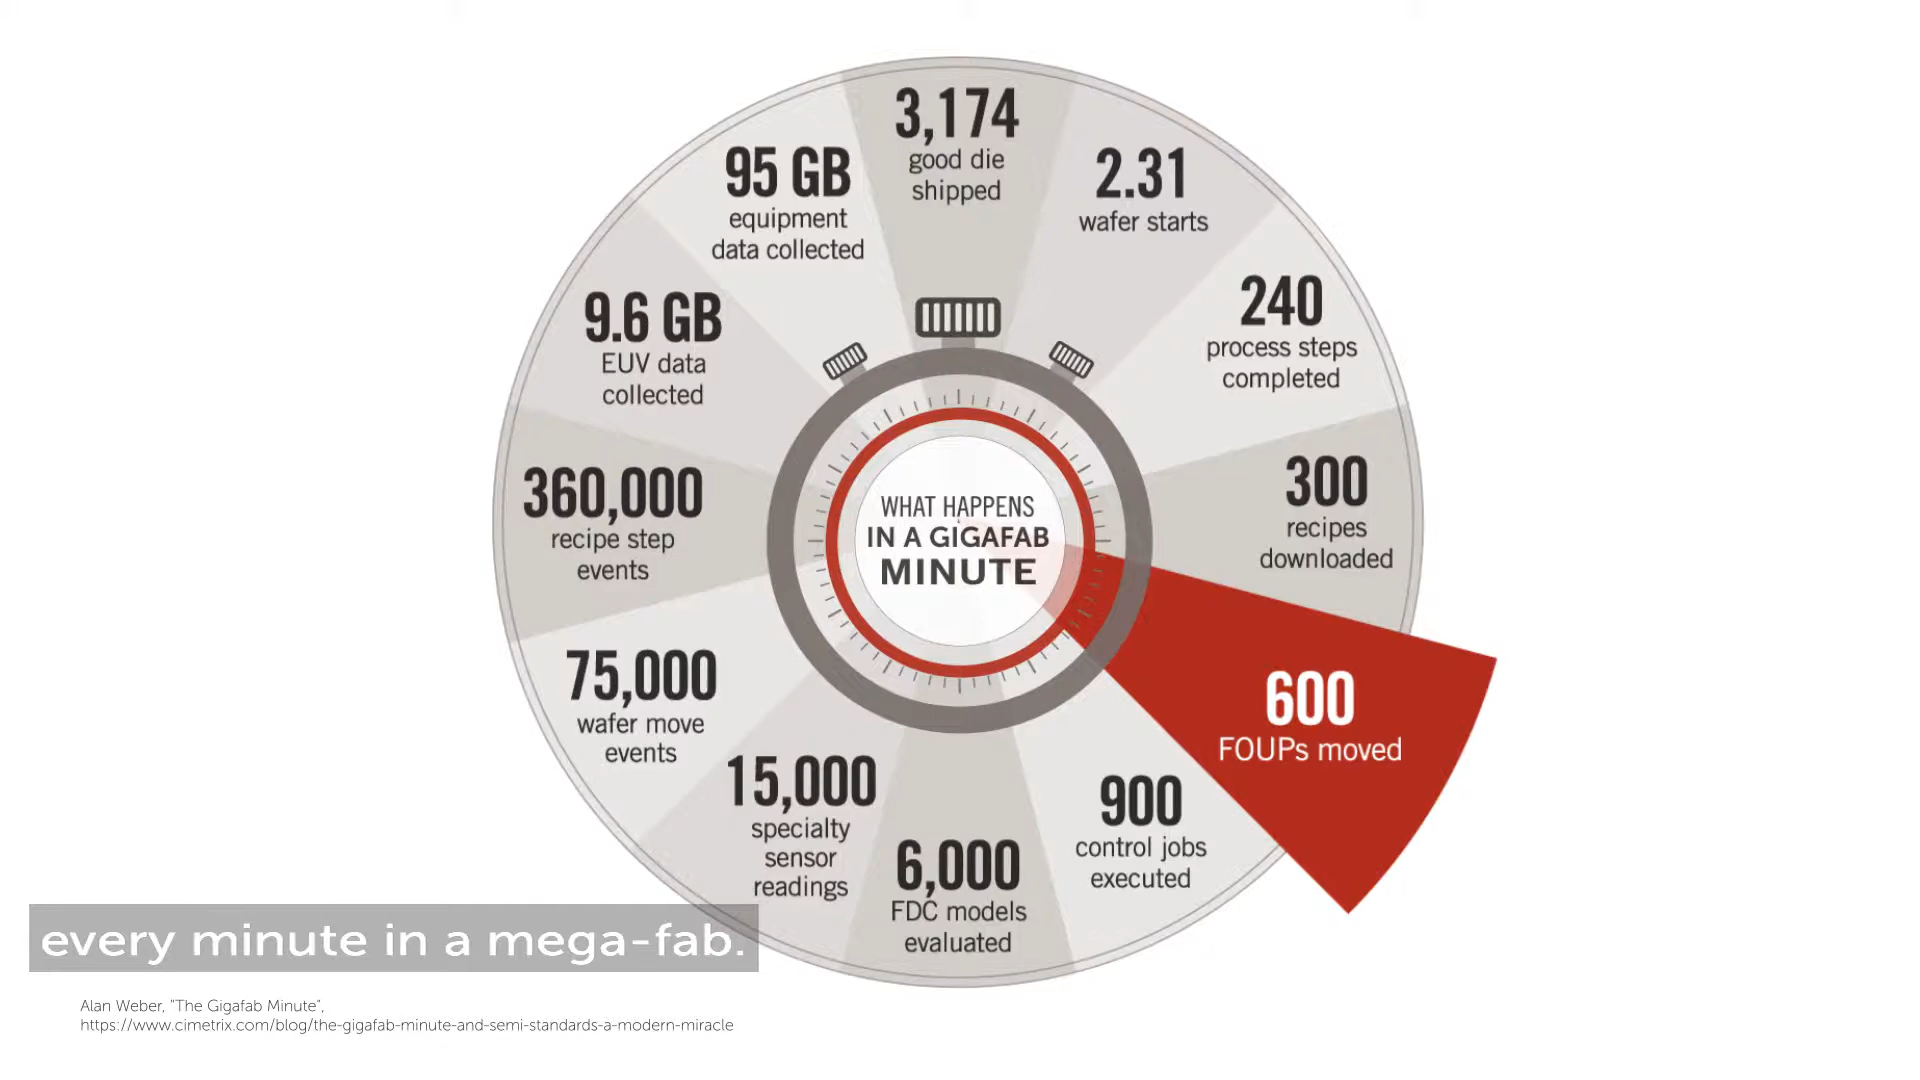 3,174
good die
shipped
2.31
wafer starts
240
process steps
completed
300
recipes
downloaded
600
FOUPs moved
900
control jobs
executed
6,000
FDC models
evaluated
15,000
specialty
sensor
readings
75,000
wafer move
events
360,000
recipe step
events
9.6 GB
EUV data
collected
95 GB
equipment
data collected
WHAT HAPPENS
IN A GIGAFAB
MINUTE
every minute in a mega-fab.
Alan Weber, "The Gigafab Minute",
https://www.cimetrix.com/blog/the-gigafab-minute-and-semi-standards-a-modern-miracle